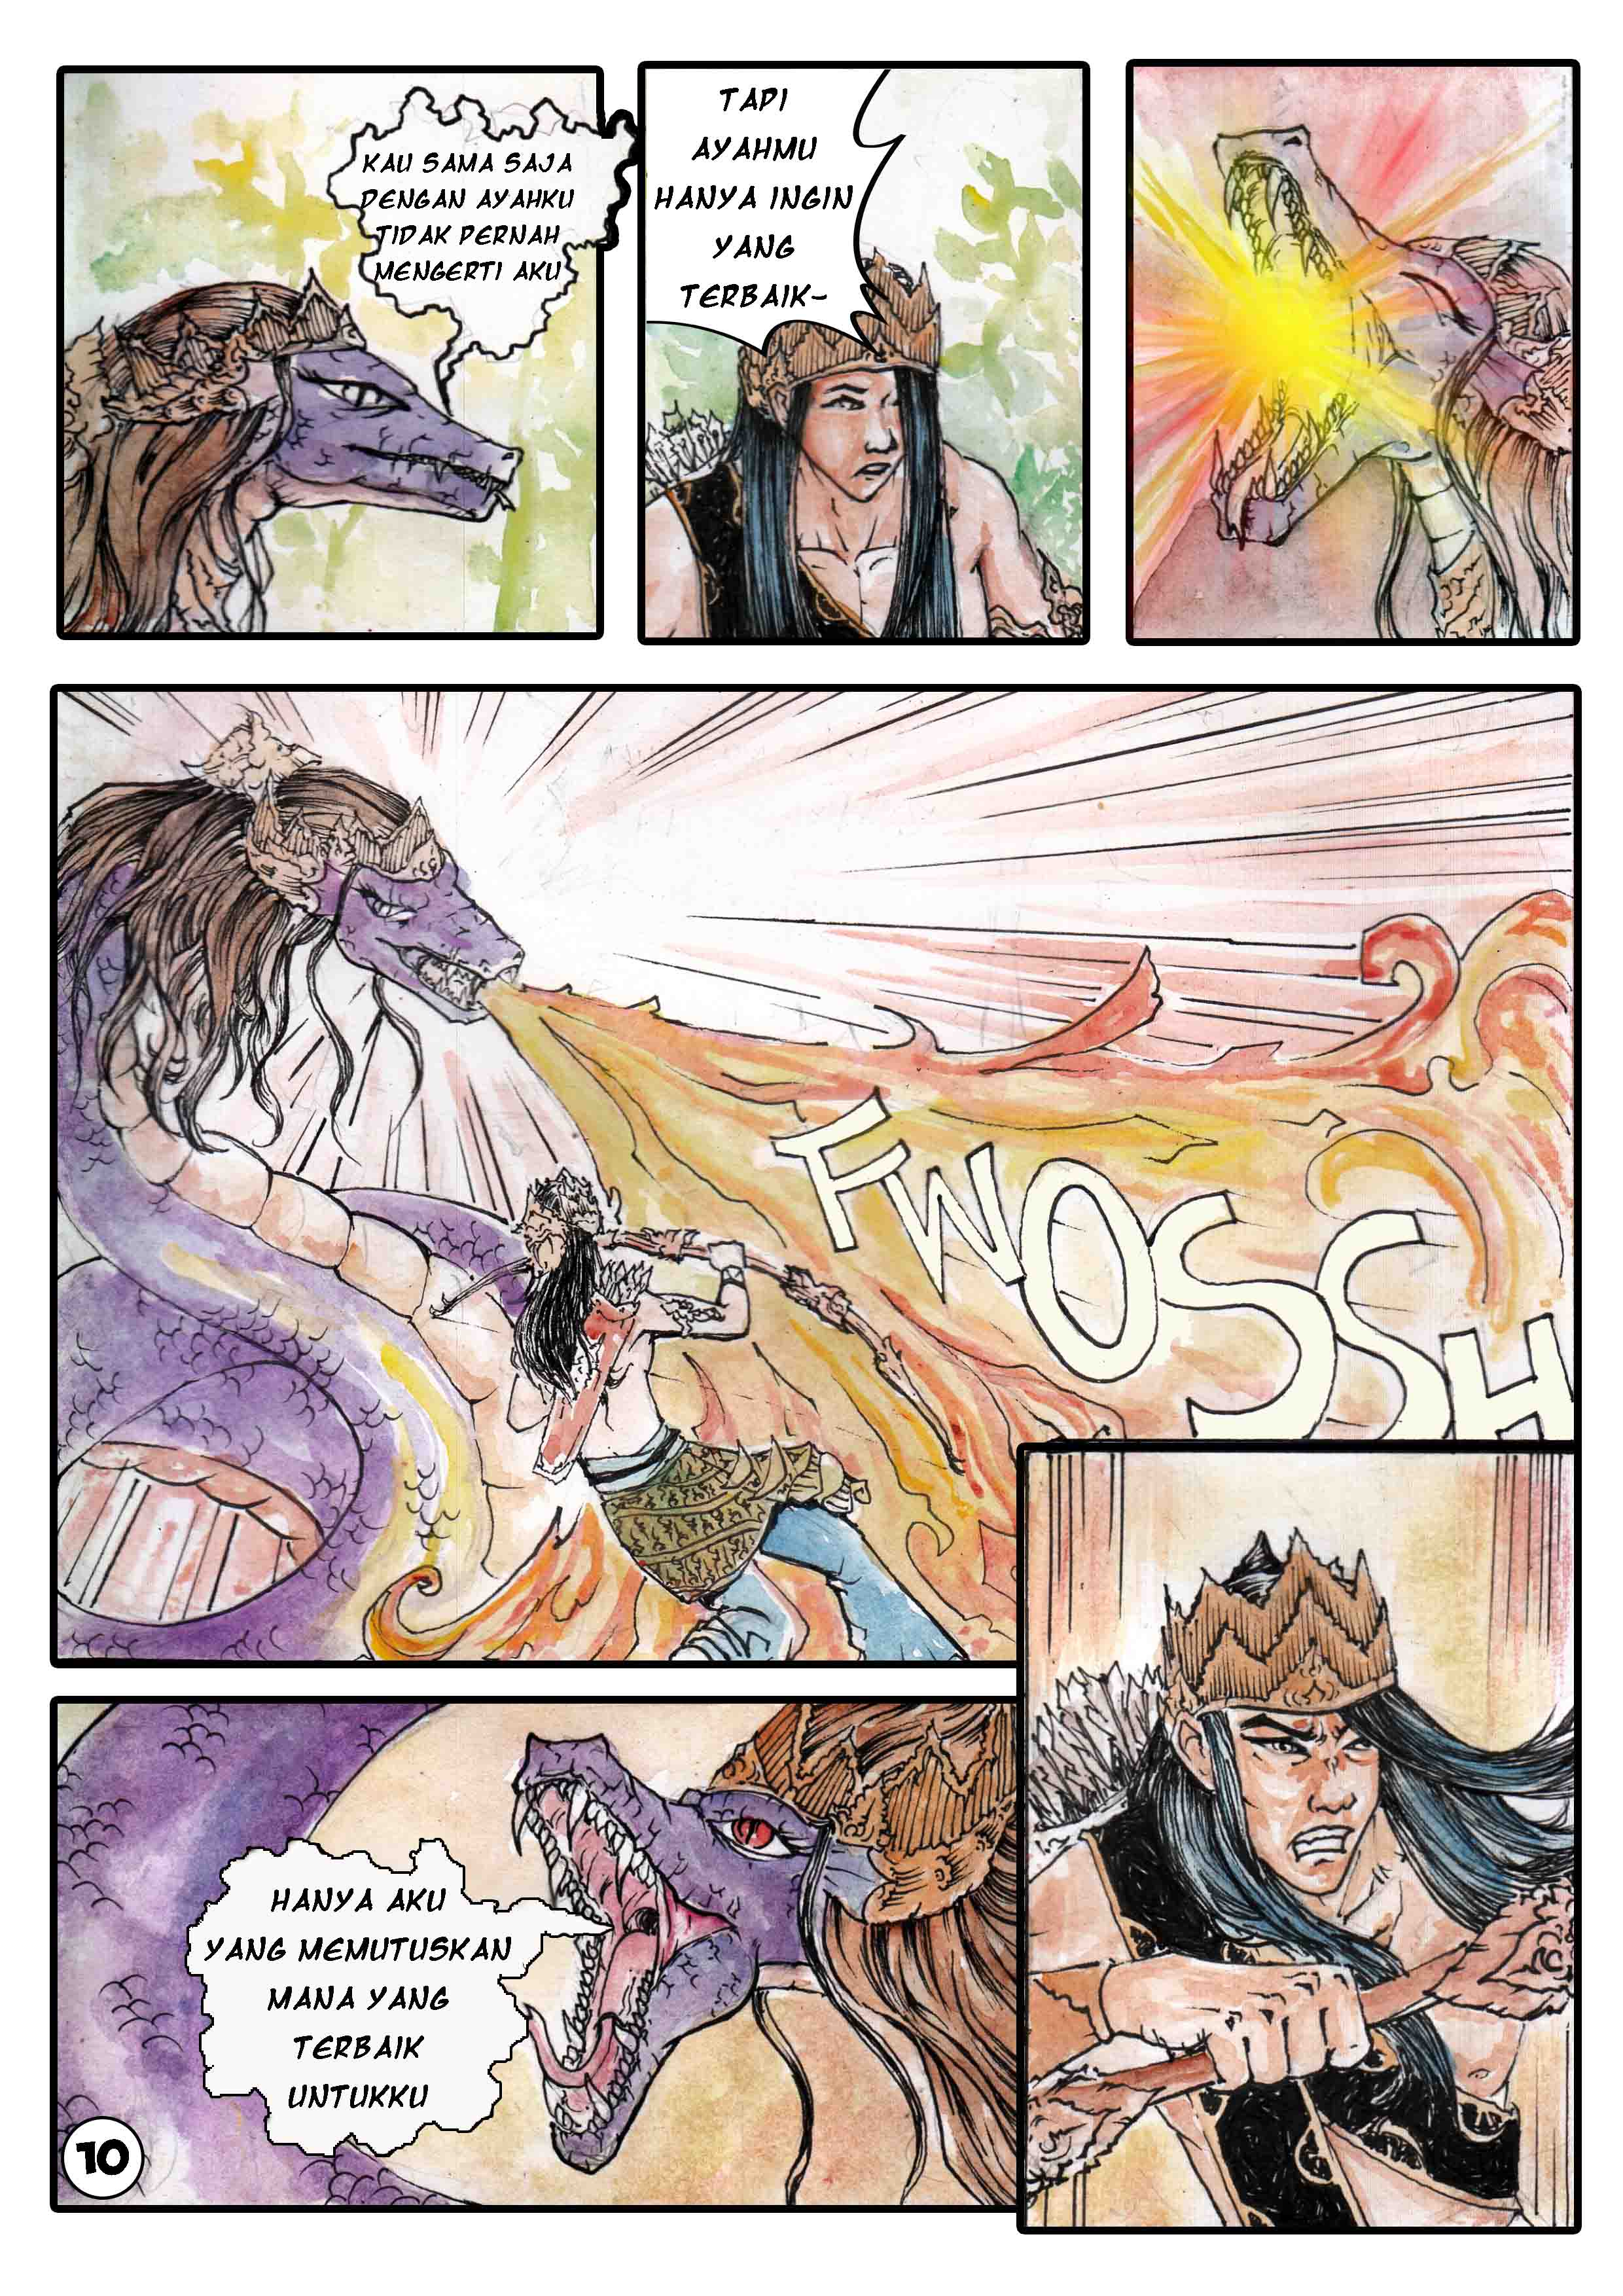 KAU SAMA SAJA
DENGAN AYAHKU
TIDAK PERNAH
MENGERTI AKU
TAPI
AYAHMU
HANYA INGIN
YANG
TERBAIK-
FWOSSH
HANYA AKU
YANG MEMUTUSKAN
MANA YANG
TERBAIK
UNTUKKU
10